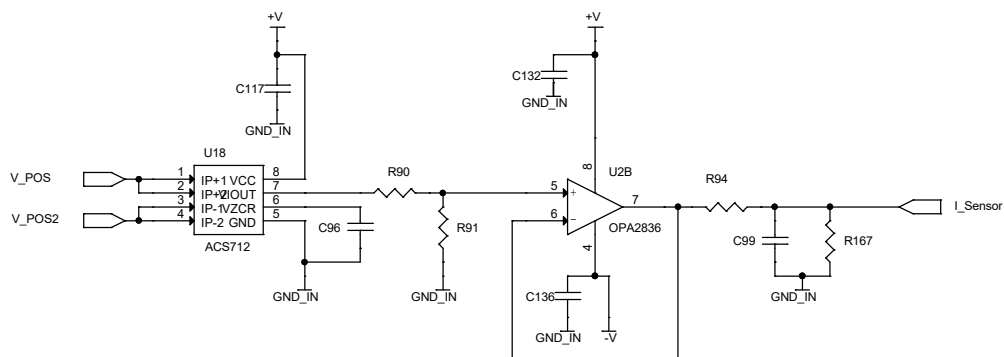 +V
+V
C117
C132
GND_IN
GND_IN
U18
R90
8
U2B
R94
V_POS
1
IP+1
VCC
8
2
IP+2
VIOUT
7
5
+
V_POS2
3
IP-1
VZCR
6
6
−
7
I_Sensor
4
IP-2
GND
5
C96
R91
4
OPA2836
C99
R167
ACS712
GND_IN
GND_IN
C136
GND_IN
GND_IN
-V